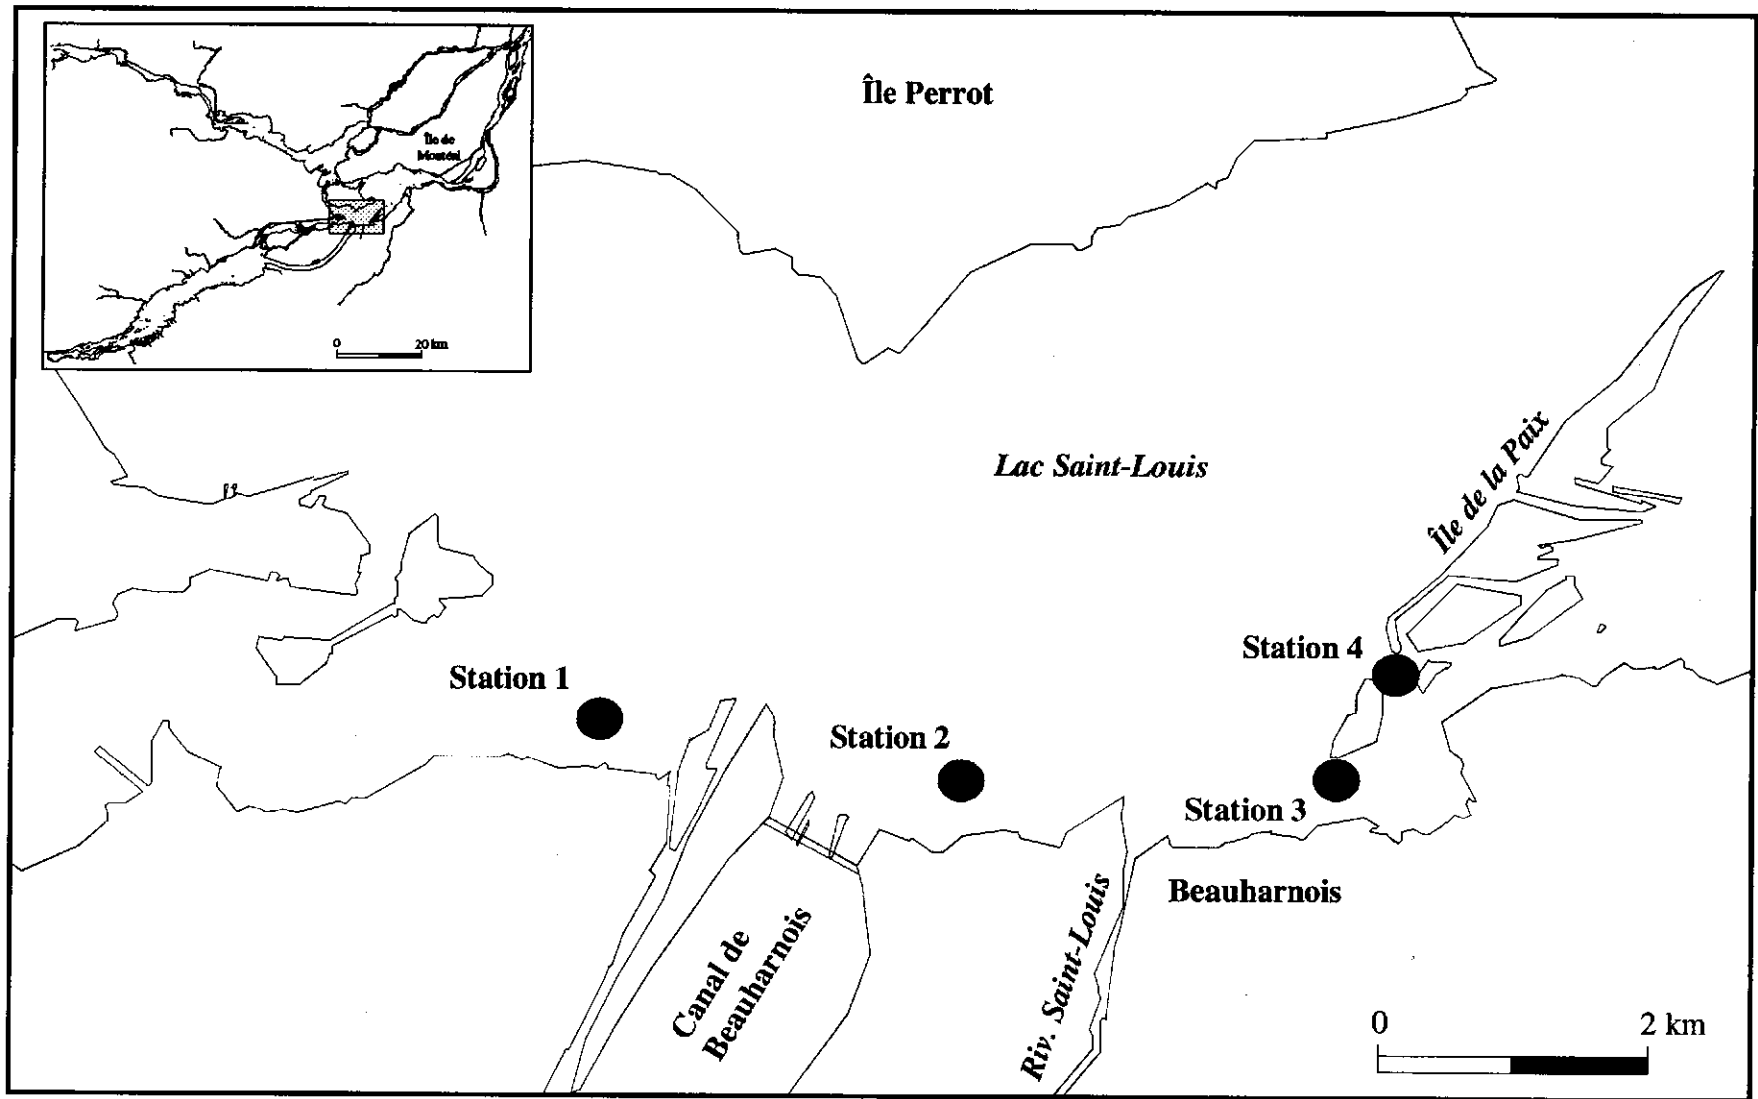 Île Perrot
Île de
Montréal
0 20 km
Lac Saint-Louis
Île de la Paix
Station 1
Station 2
Station 4
Station 3
Beauharnois
Canal de
Beauharnois
Riv. Saint-Louis
0 2 km